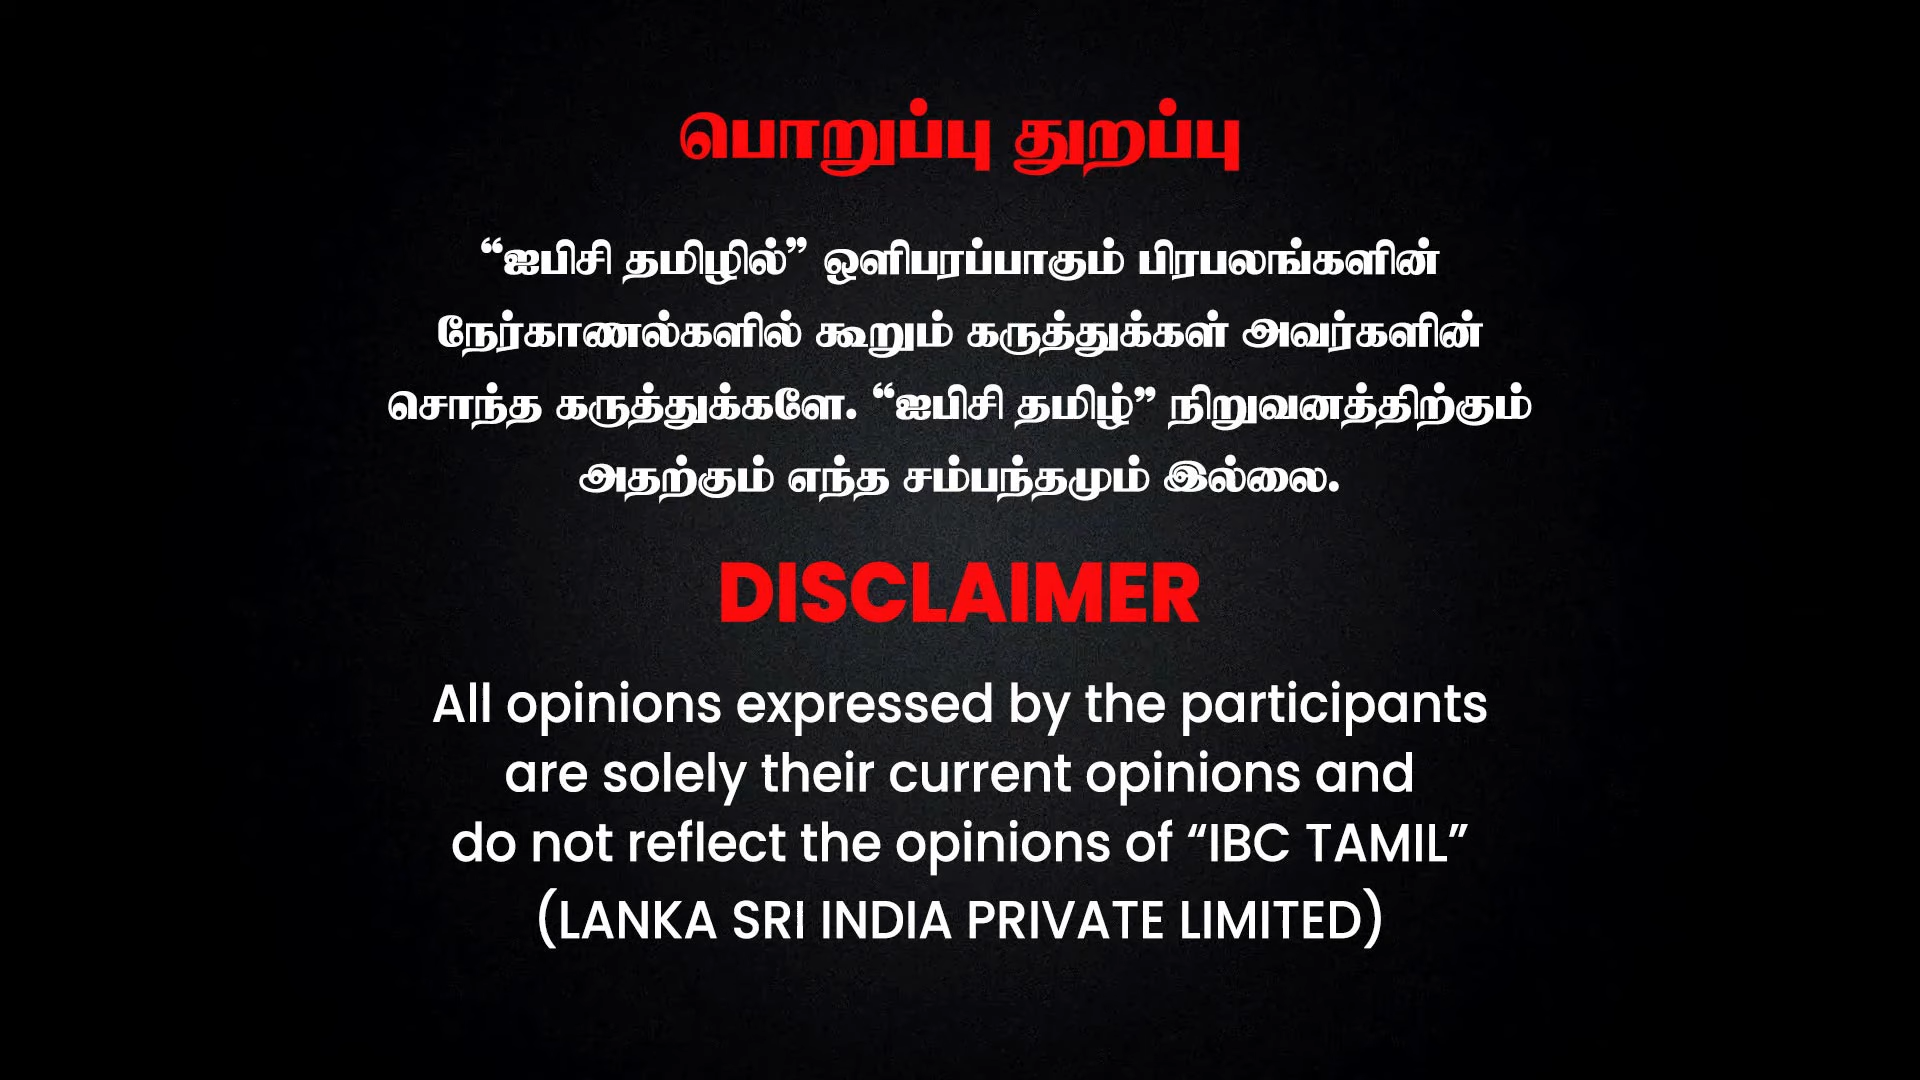 பொறுப்பு துறப்பு
“ஐபிசி தமிழில்” ஒளிபரப்பாகும் பிரபலங்களின்
நேர்காணல்களில் கூறும் கருத்துக்கள் அவர்களின்
சொந்த கருத்துக்களே. “ஐபிசி தமிழ்” நிறுவனத்திற்கும்
அதற்கும் எந்த சம்பந்தமும் இல்லை.
DISCLAIMER
All opinions expressed by the participants
are solely their current opinions and
do not reflect the opinions of “IBC TAMIL”
(LANKA SRI INDIA PRIVATE LIMITED)